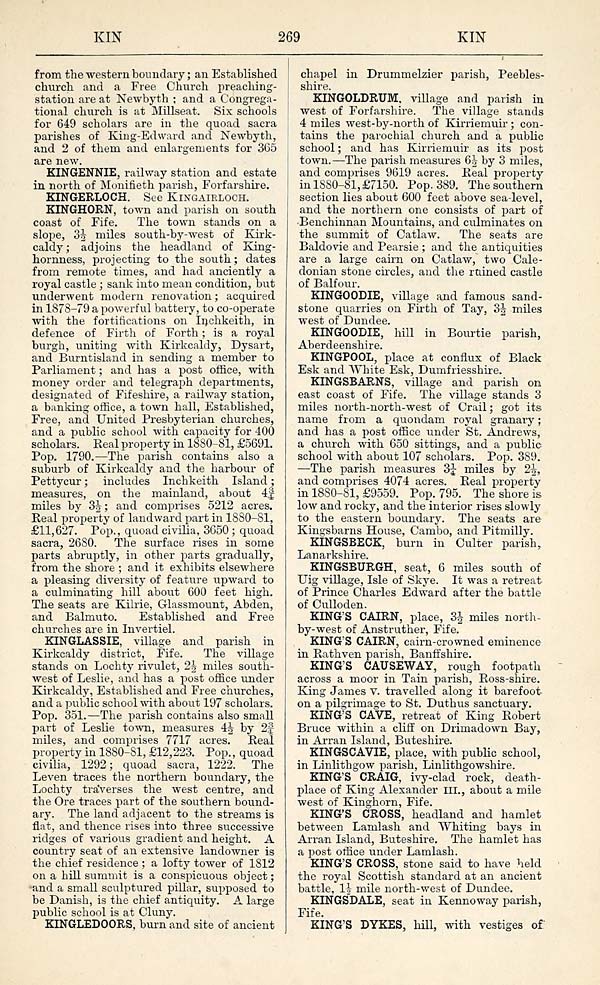 KIN 269 KIN
from the western boundary; an Established
church and a Free Church preaching-
station are at Newbyth; and a Congrega-
tional church is at Millseat. Six schools
for 649 scholars are in the quoad sacra
parishes of King-Edward and Newbyth,
and 2 of them and enlargements for 365
are new.
KINGENNIE, railway station and estate
in north of Monifieth parish, Forfarshire.
KINGERLOCH. See KINGAIRLOCH.
KINGHORN, town and parish on south
coast of Fife. The town stands on a
slope, 3½ miles south-by-west of Kirk-
caldy; adjoins the headland of King-
hornness, projecting to the south; dates
from remote times, and had anciently a
royal castle; sank into mean condition, but
underwent modern renovation; acquired
in 1878-79 a powerful battery, to co-operate
with the fortifications on Inchkeith, in
defence of Firth of Forth; is a royal
burgh, uniting with Kirkcaldy, Dysart,
and Burntisland in sending a member to
Parliament; and has a post office, with
money order and telegraph departments,
designated of Fifeshire, a railway station,
a banking office, a town hall, Established,
Free, and United Presbyterian churches,
and a public school with capacity for 400
scholars. Real property in 1880-81, £5691.
Pop. 1790.—The parish contains also a
suburb of Kirkcaldy and the harbour of
Pettycur; includes Inchkeith Island;
measures, on the mainland, about 4¾
miles by 3½; and comprises 5212 acres.
Real property of landward part in 1880-81,
£11,627. Pop., quoad civilia, 3650; quoad
sacra, 2680. The surface rises in some
parts abruptly, in other parts gradually,
from the shore; and it exhibits elsewhere
a pleasing diversity of feature upward to
a culminating hill about 600 feet high.
The seats are Kilrie, Glassmount, Abden,
and Balmuto. Established and Free
churches are in Invertiel.
KINGLASSIE, village and parish in
Kirkcaldy district, Fife. The village
stands on Lochty rivulet, 2½ miles south-
west of Leslie, and has a post office under
Kirkcaldy, Established and Free churches,
and a public school with about 197 scholars.
Pop. 351.—The parish contains also small
part of Leslie town, measures 4½ by 2¾
miles, and comprises 7717 acres. Real
property in 1880-81, £12,223. Pop., quoad
civilia, 1292; quoad sacra, 1222. The
Leven traces the northern boundary, the
Lochty traverses the west centre, and
the Ore traces part of the southern bound-
ary. The land adjacent to the streams is
flat, and thence rises into three successive
ridges of various gradient and height. A
country seat of an extensive landowner is
the chief residence; a lofty tower of 1812
on a hill summit is a conspicuous object;
and a small sculptured pillar, supposed to
be Danish, is the chief antiquity. A large
public school is at Cluny.
KINGLEDOORS, burn and site of ancient
chapel in Drummelzier parish, Peebles-
shire.
KINGOLDRUM, village and parish in
west of Forfarshire. The village stands
4 miles west-by-north of Kirriemuir; con-
tains the parochial church and a public
school; and has Kirriemuir as its post
town.—The parish measures 6½ by 3 miles,
and comprises 9619 acres. Real property
in 1880-81, £7150. Pop. 389. The southern
section lies about 600 feet above sea-level,
and the northern one consists of part of
Benchinnan Mountains, and culminates on
the summit of Catlaw. The seats are
Baldovie and Pearsie; and the antiquities
are a large cairn on Catlaw, two Cale-
donian stone circles, and the ruined castle
of Balfour.
KINGOODIE, village and famous sand-
stone quarries on Firth of Tay, 3½ miles
west of Dundee.
KINGOODIE, hill in Bourtie parish,
Aberdeenshire.
KINGPOOL, place at conflux of Black
Esk and White Esk, Dumfriesshire.
KINGSBARNS, village and parish on
east coast of Fife. The village stands 3
miles north-north-west of Crail; got its
name from a quondam royal granary;
and has a post office under St. Andrews,
a church with 650 sittings, and a public
school with about 107 scholars. Pop. 389.
—The parish measures 3¾ miles by 2½,
and comprises 4074 acres. Real property
in 1880-81, £9559. Pop. 795. The shore is
low and rocky, and the interior rises slowly
to the eastern boundary. The seats are
Kingsbarns House, Cambo, and Pitmilly.
KINGSBECK, burn in Culter parish,
Lanarkshire.
KINGSBURGH, seat, 6 miles south of
Uig village, Isle of Skye. It was a retreat
of Prince Charles Edward after the battle
of Culloden.
KING'S CAIRN, place, 3½ miles north-
by-west of Anstruther, Fife.
KING'S CAIRN, cairn-crowned eminence
in Rathven parish, Banffshire.
KING'S CAUSEWAY, rough footpath
across a moor in Tain parish, Ross-shire.
King James V. travelled along it barefoot
on a pilgrimage to St. Duthus sanctuary.
KING'S CAVE, retreat of King Robert
Bruce within a cliff on Drimadown Bay,
in Arran Island, Buteshire.
KINGSCAVIE, place, with public school,
in Linlithgow parish, Linlithgowshire.
KING'S CRAIG, ivy-clad rock, death-
place of King Alexander III., about a mile
west of Kinghorn, Fife.
KING'S CROSS, headland and hamlet
between Lamlash and Whiting bays in
Arran Island, Buteshire. The hamlet has
a post office under Lamlash.
KING'S CROSS, stone said to have held
the royal Scottish standard at an ancient
battle, 1½ mile north-west of Dundee.
KINGSDALE, seat in Kennoway parish,
Fife.
KING'S DYKES, hill, with vestiges of